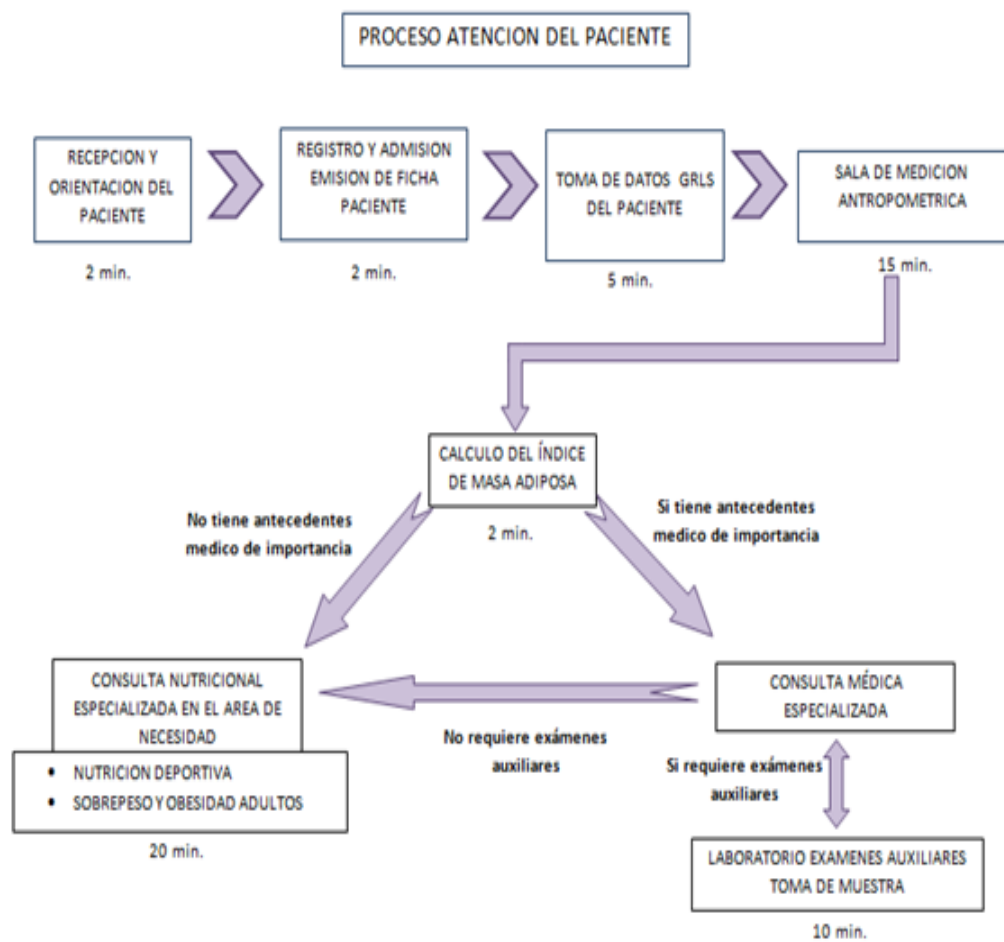 PROCESO ATENCION DEL PACIENTE
RECEPCION Y
ORIENTACION DEL
PACIENTE
2 min.
REGISTRO Y ADMISION
EMISION DE FICHA
PACIENTE
2 min.
TOMA DE DATOS GRLS
DEL PACIENTE
5 min.
SALA DE MEDICION
ANTROPOMETRICA
15 min.
CALCULO DEL ÍNDICE
DE MASA ADIPOSA
2 min.
No tiene antecedentes
medico de importancia
Si tiene antecedentes
medico de importancia
CONSULTA NUTRICIONAL
ESPECIALIZADA EN EL AREA DE
NECESIDAD
• NUTRICION DEPORTIVA
• SOBREPESO Y OBESIDAD ADULTOS
20 min.
No requiere exámenes
auxiliares
CONSULTA MÉDICA
ESPECIALIZADA
Si requiere exámenes
auxiliares
LABORATORIO EXAMENES AUXILIARES
TOMA DE MUESTRA
10 min.